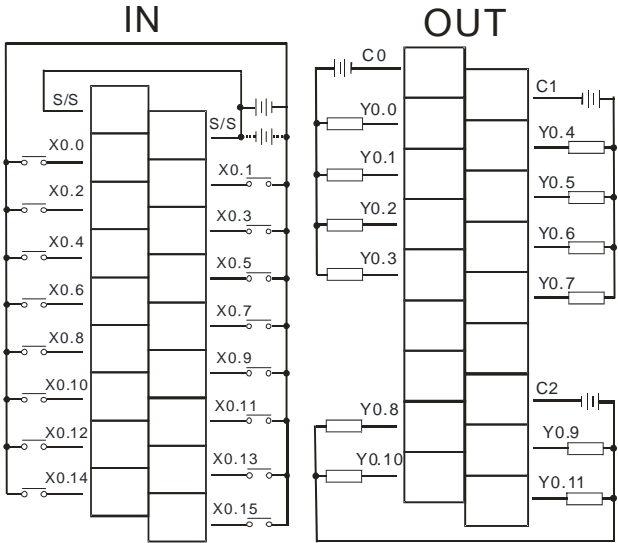 IN
OUT
S/S
S/S
X0.0
X0.1
X0.2
X0.3
X0.4
X0.5
X0.6
X0.7
X0.8
X0.9
X0.10
X0.11
X0.12
X0.13
X0.14
X0.15
C0
C1
Y0.0
Y0.4
Y0.1
Y0.5
Y0.2
Y0.6
Y0.3
Y0.7
C2
Y0.8
Y0.9
Y0.10
Y0.11